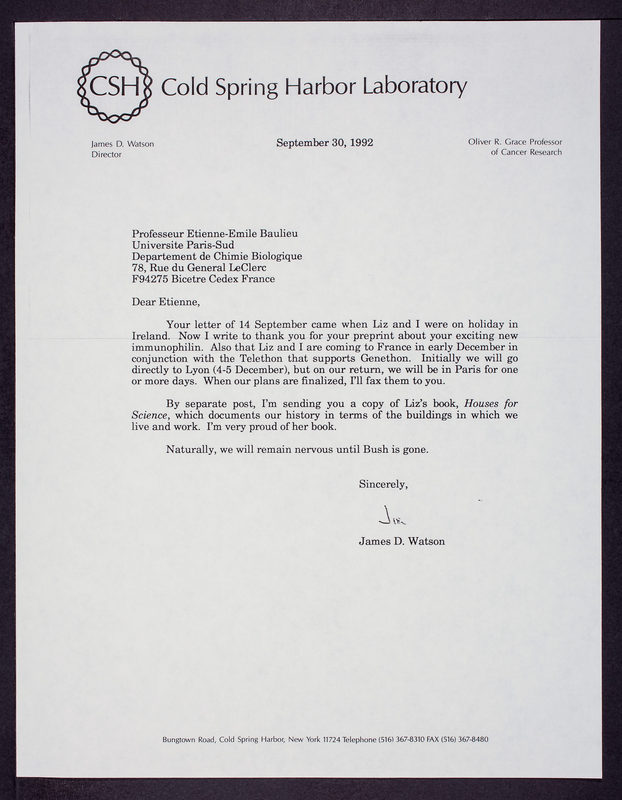 CSH Cold Spring Harbor Laboratory
James D. Watson
Director
September 30, 1992
Oliver R. Grace Professor
of Cancer Research
Professeur Etienne-Emile Baulieu
Universite Paris-Sud
Departement de Chimie Biologique
78, Rue du General LeClerc
F94275 Bicetre Cedex France
Dear Etienne,
Your letter of 14 September came when Liz and I were on holiday in
Ireland. Now I write to thank you for your preprint about your exciting new
immunophilin. Also that Liz and I are coming to France in early December in
conjunction with the Telethon that supports Genethon. Initially we will go
directly to Lyon (4-5 December), but on our return, we will be in Paris for one
or more days. When our plans are finalized, I'll fax them to you.
By separate post, I'm sending you a copy of Liz's book, Houses for
Science, which documents our history in terms of the buildings in which we
live and work. I'm very proud of her book.
Naturally, we will remain nervous until Bush is gone.
Sincerely,
Jim
James D. Watson
Bungtown Road, Cold Spring Harbor, New York 11724 Telephone (516) 367-8310 FAX (516) 367-8480